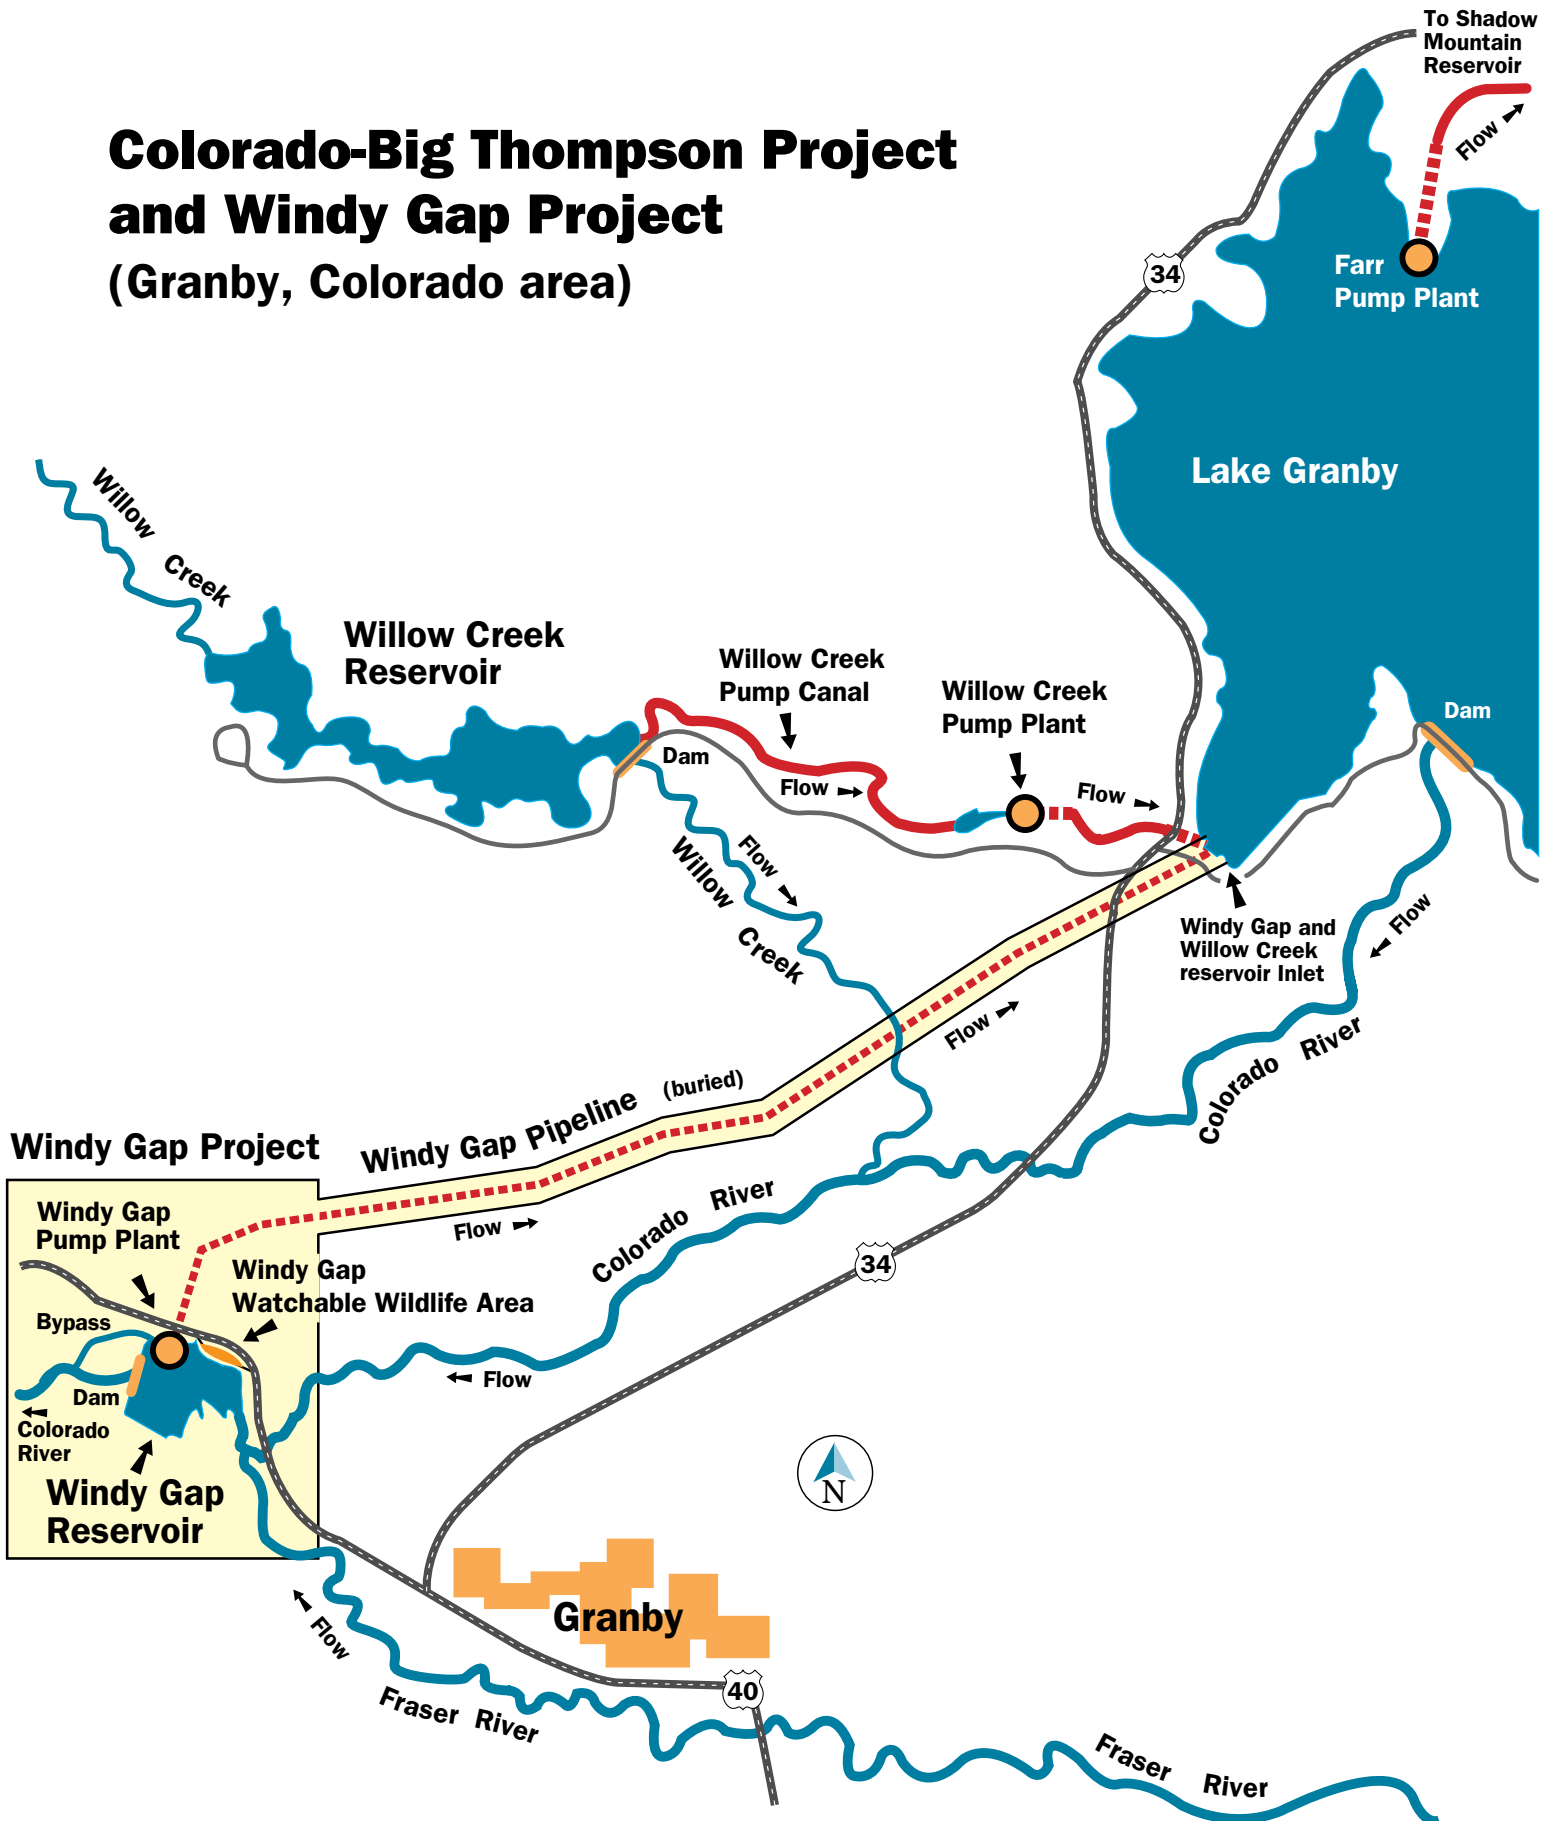 To Shadow
Mountain
Reservoir
Flow
Colorado-Big Thompson Project
and Windy Gap Project
(Granby, Colorado area)
34
Farr
Pump Plant
Lake Granby
Willow Creek
Willow Creek
Reservoir
Willow Creek
Pump Canal
Willow Creek
Pump Plant
Dam
Dam
Flow
Flow
Flow
Willow Creek
Flow
Windy Gap and
Willow Creek
reservoir Inlet
Flow
Colorado River
Windy Gap Pipeline (buried)
Windy Gap Project
Windy Gap
Pump Plant
Flow
Colorado River
34
Windy Gap
Watchable Wildlife Area
Bypass
Dam
Flow
Colorado
River
Windy Gap
Reservoir
N
Granby
Flow
40
Fraser River
Fraser River